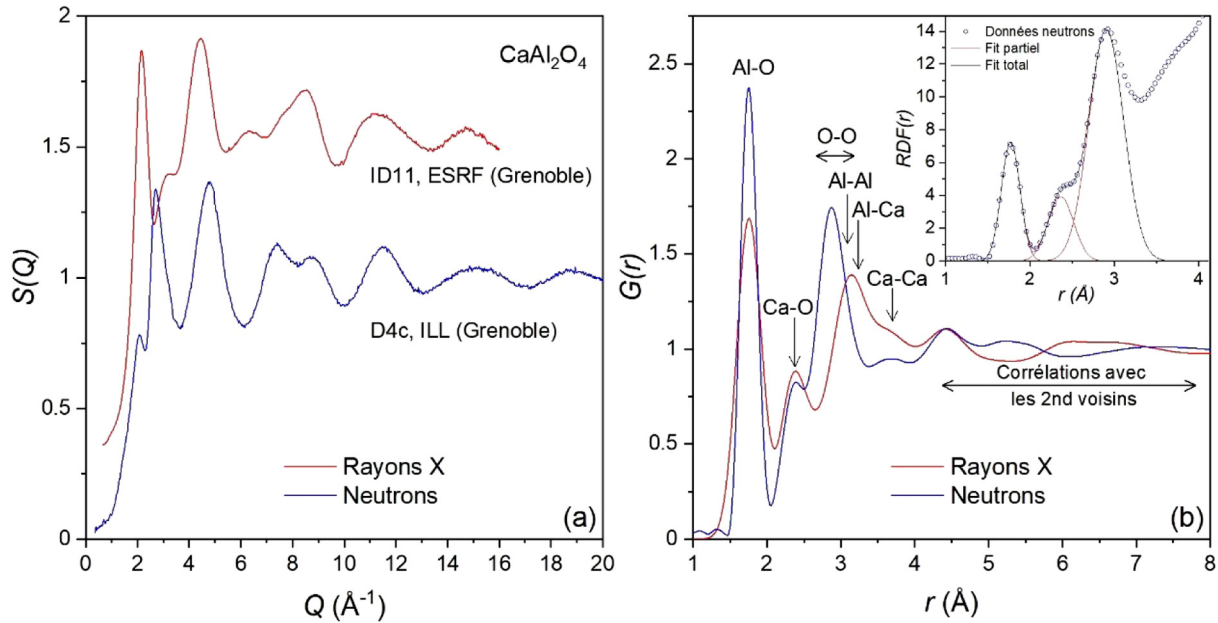 2
1.5
1
0.5
0
S(Q)
CaAl₂O₄
ID11, ESRF (Grenoble)
D4c, ILL (Grenoble)
Rayons X
Neutrons
(a)
0 2 4 6 8 10 12 14 16 18 20
Q (Å⁻¹)
2.5
2
1.5
1
0.5
0
G(r)
Al-O
O-O
Al-Al
Al-Ca
Ca-Ca
Ca-O
Corrélations avec
les 2nd voisins
Rayons X
Neutrons
(b)
1 2 3 4 5 6 7 8
r (Å)
14
12
10
8
6
4
2
0
RDF(r)
Données neutrons
Fit partiel
Fit total
1 2 3 4
r (Å)